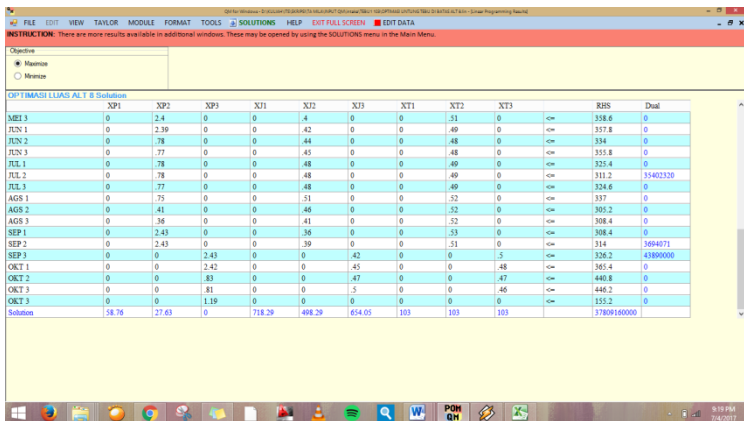 QM for Windows
FILE EDIT VIEW TAYLOR MODULE FORMAT TOOLS SOLUTIONS HELP EXIT FULL SCREEN EDIT DATA
INSTRUCTION: There are more results available in additional windows. These may be opened by using the SOLUTIONS menu in the Main Menu.
Objective
Maximize
Minimize
OPTIMASI LUAS ALT 8 Solution
XP1 XP2 XP3 XJ1 XJ2 XJ3 XT1 XT2 XT3 RHS Dual
MEI 3 0 2.4 0 0 .4 0 0 .51 0 <= 358.6 0
JUN 1 0 2.39 0 0 .42 0 0 .49 0 <= 357.8 0
JUN 2 0 .78 0 0 .44 0 0 .48 0 <= 334 0
JUN 3 0 .77 0 0 .45 0 0 .48 0 <= 355.8 0
JUL 1 0 .78 0 0 .48 0 0 .49 0 <= 325.4 0
JUL 2 0 .78 0 0 .48 0 0 .49 0 <= 311.2 35402320
JUL 3 0 .77 0 0 .48 0 0 .49 0 <= 324.6 0
AGS 1 0 .75 0 0 .51 0 0 .52 0 <= 337 0
AGS 2 0 .41 0 0 .46 0 0 .52 0 <= 305.2 0
AGS 3 0 .36 0 0 .41 0 0 .52 0 <= 308.4 0
SEP 1 0 2.43 0 0 .36 0 0 .53 0 <= 308.4 0
SEP 2 0 2.43 0 0 .39 0 0 .51 0 <= 314 3694071
SEP 3 0 0 2.43 0 0 .42 0 0 .5 <= 326.2 43890000
OKT 1 0 0 2.42 0 0 .45 0 0 .48 <= 365.4 0
OKT 2 0 0 .83 0 0 .47 0 0 .47 <= 440.8 0
OKT 3 0 0 .81 0 0 .5 0 0 .46 <= 446.2 0
OKT 3 0 0 1.19 0 0 0 0 0 0 <= 155.2 0
Solution 58.76 27.63 0 718.29 498.29 654.05 103 103 103 37809160000
POM
QM
9:19 PM
7/4/2017